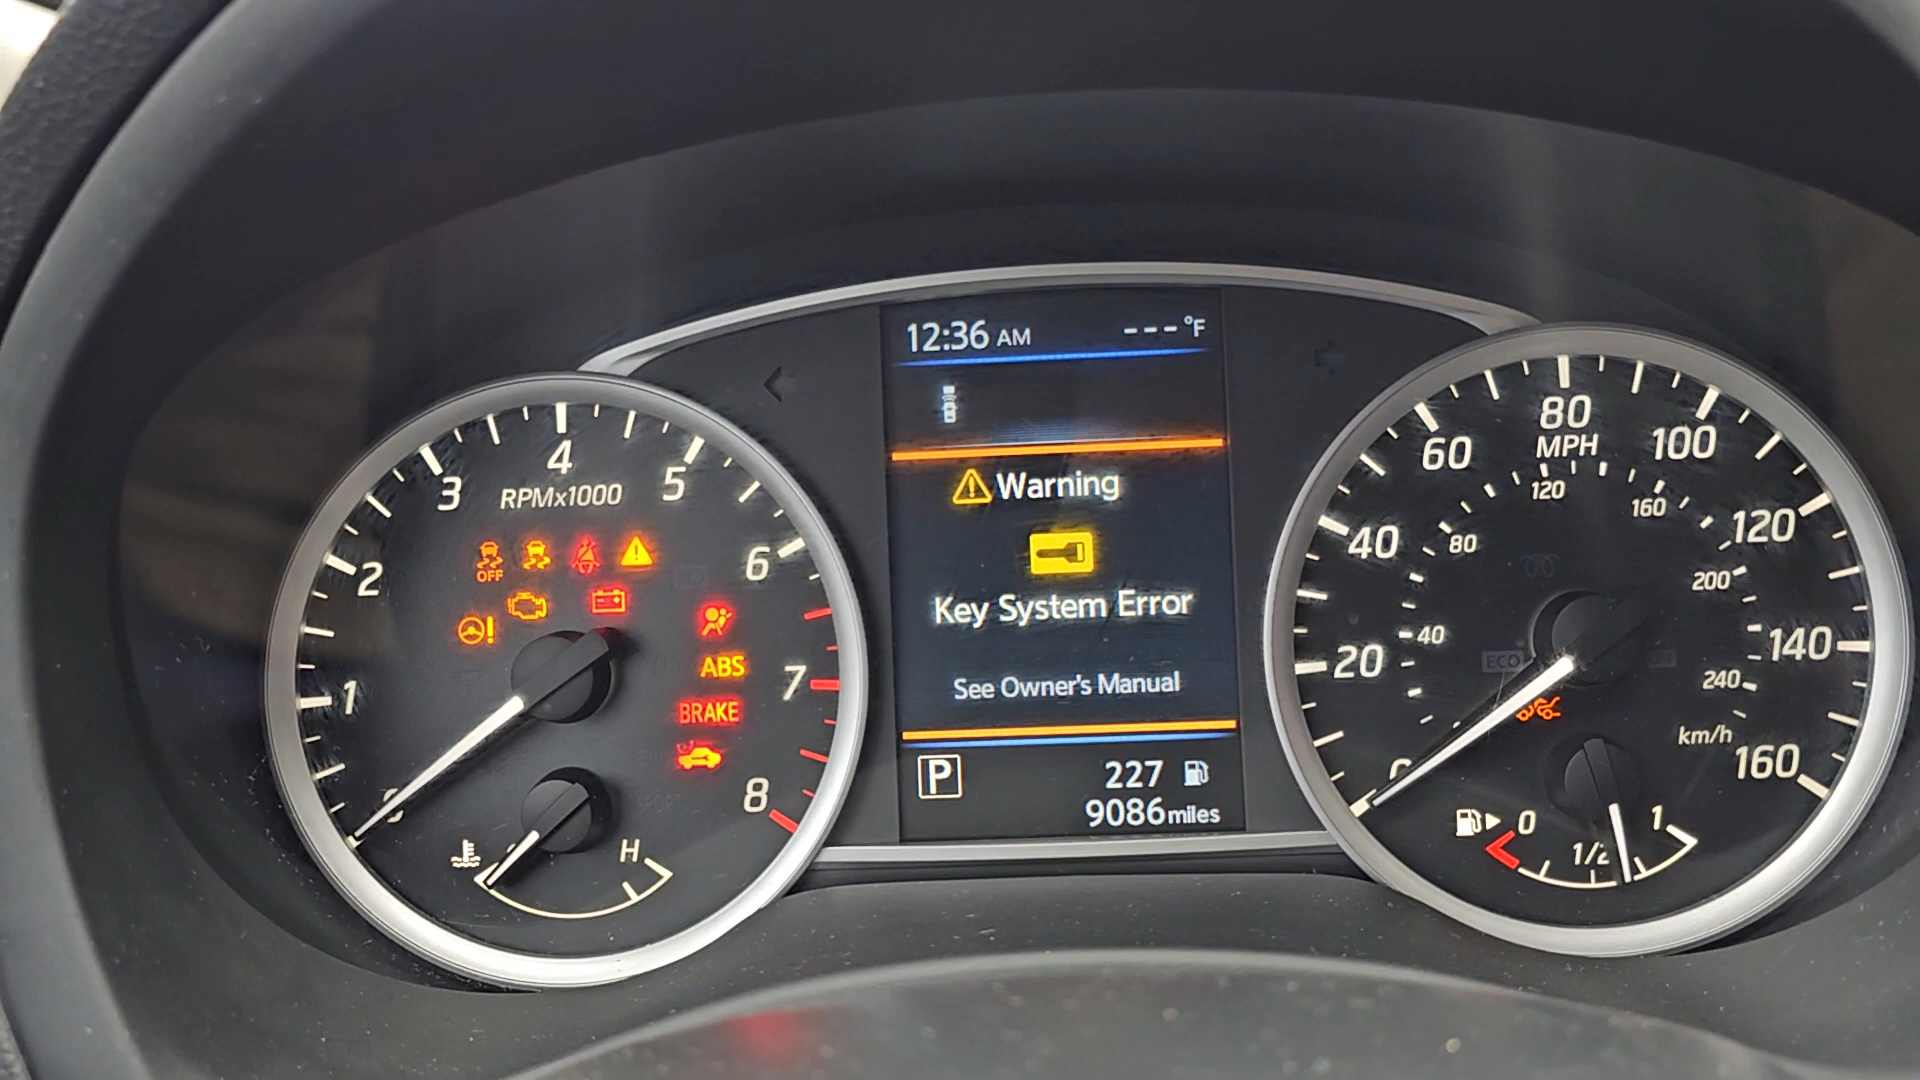 12:36 AM
---°F
Warning
Key System Error
See Owner's Manual
P
227
9086 miles
1
2
3
4
5
6
7
8
RPMx1000
OFF
ABS
BRAKE
H
20
40
60
80
100
120
140
160
MPH
40
80
120
160
200
240
km/h
ECO
0
1/2
1